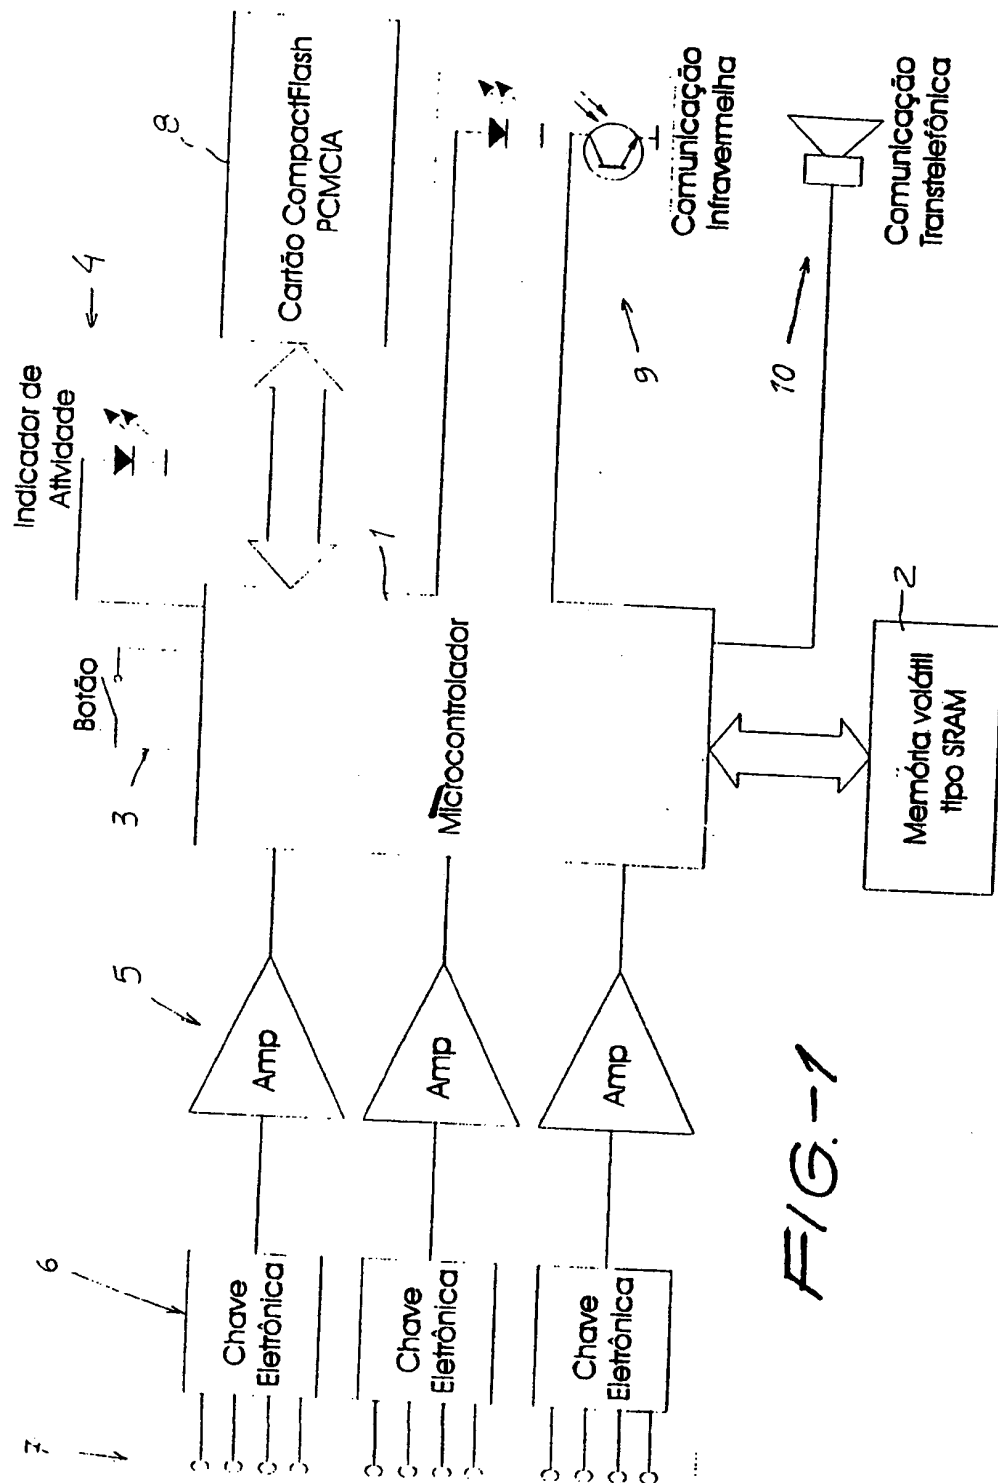 7
6
5
3
4
8
Chave
Eletrônica
Chave
Eletrônica
Chave
Eletrônica
Amp
Amp
Amp
Botão
Indicador de
Atividade
Microcontrolador
1
Cartão CompactFlash
PCMCIA
9
Comunicação
Infravermelha
10
Comunicação
Transtelefônica
Memória volátil
tipo SRAM
2
FIG.-1